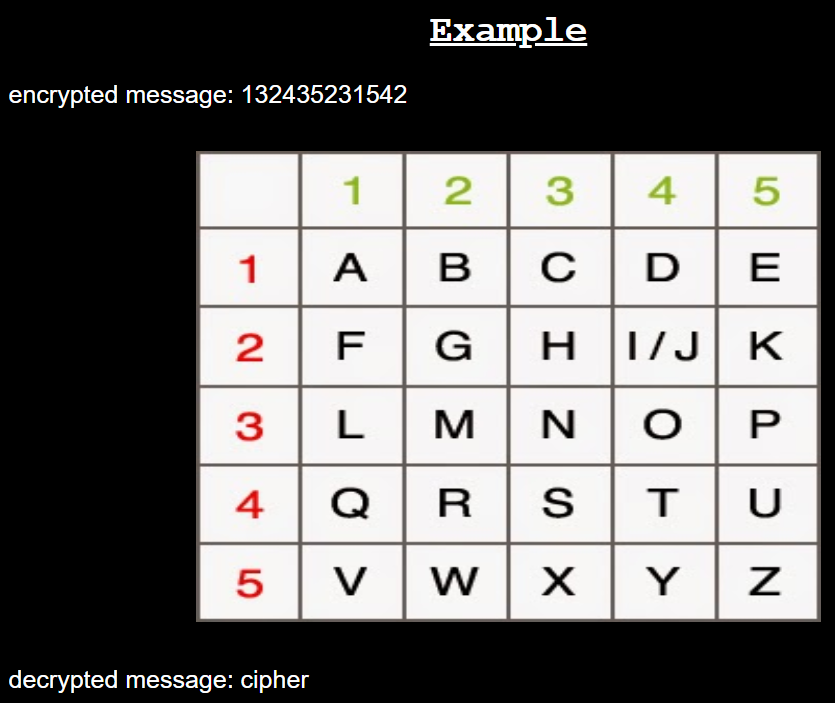 Example
encrypted message: 132435231542
1 2 3 4 5
1 A B C D E
2 F G H I/J K
3 L M N O P
4 Q R S T U
5 V W X Y Z
decrypted message: cipher